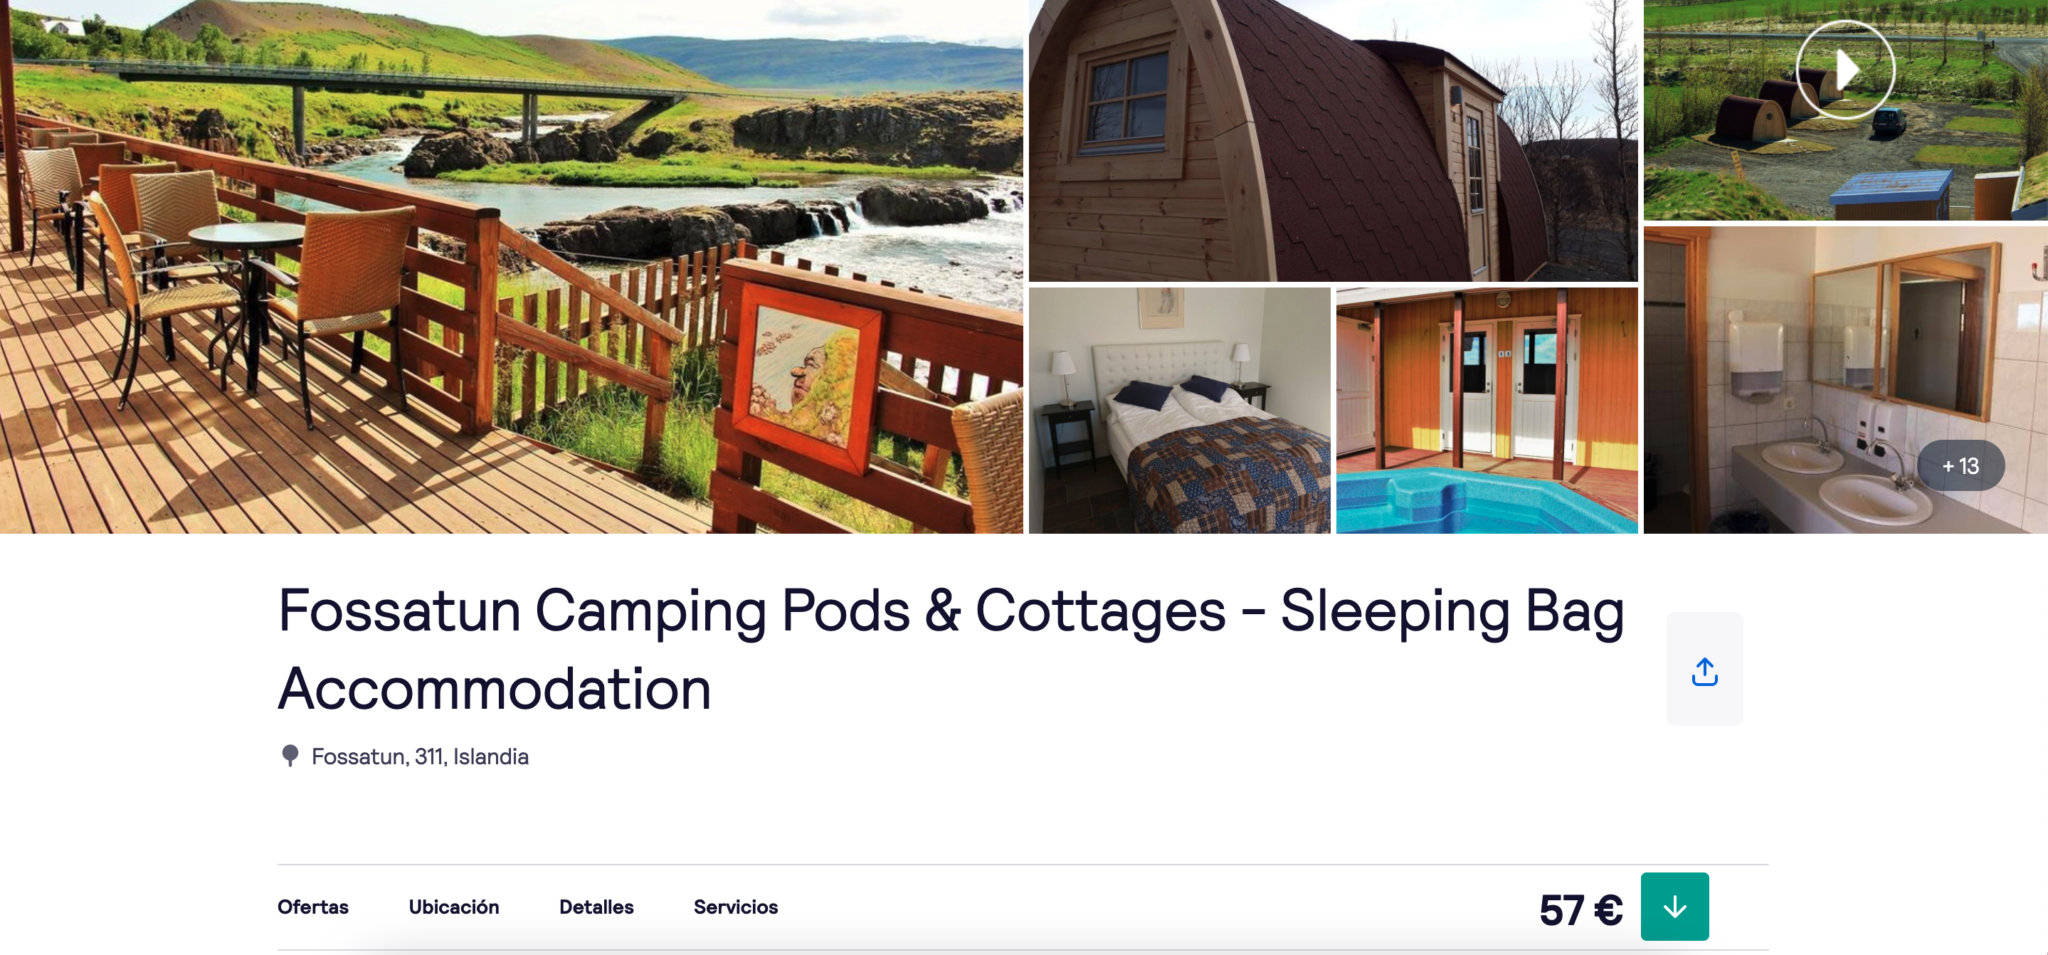 + 13
Fossatun Camping Pods & Cottages - Sleeping Bag
Accommodation
Fossatun, 311, Islandia
Ofertas
Ubicación
Detalles
Servicios
57 €